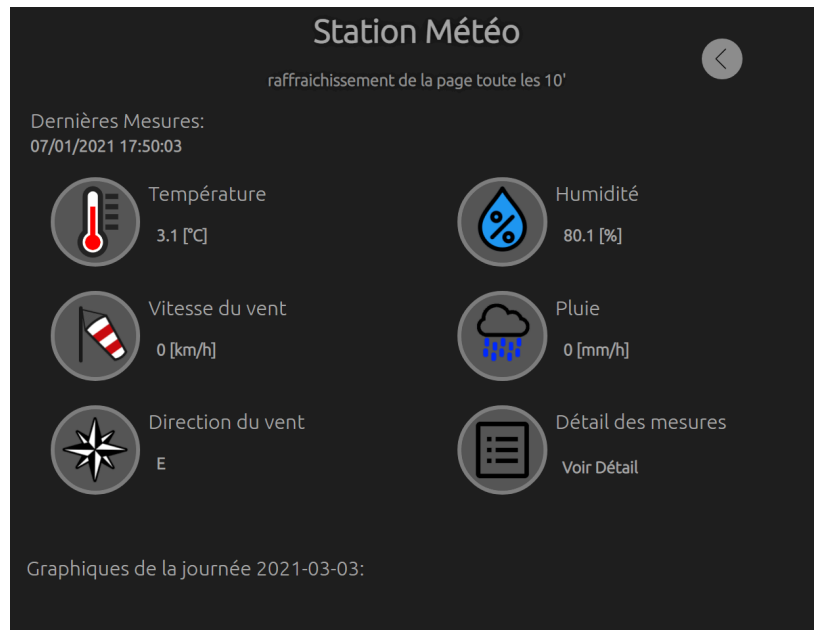 Station Météo
raffraichissement de la page toute les 10'
Dernières Mesures:
07/01/2021 17:50:03
Température
3.1 [°C]
Humidité
80.1 [%]
Vitesse du vent
0 [km/h]
Pluie
0 [mm/h]
Direction du vent
E
Détail des mesures
Voir Détail
Graphiques de la journée 2021-03-03: